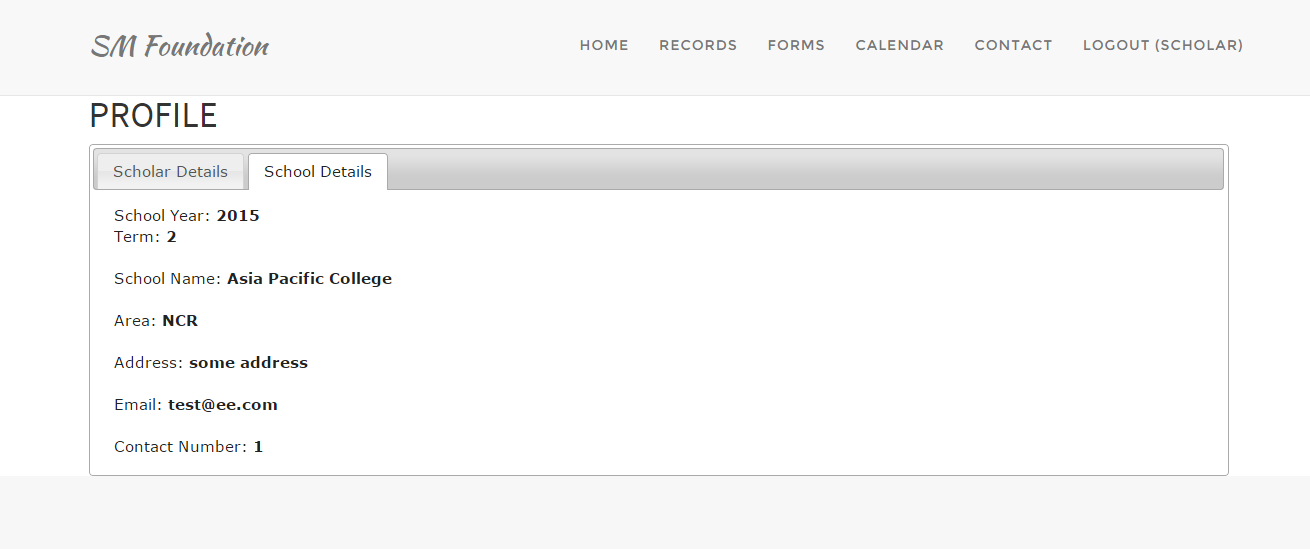 SM Foundation
HOME RECORDS FORMS CALENDAR CONTACT LOGOUT (SCHOLAR)
PROFILE
Scholar Details School Details
School Year: 2015
Term: 2
School Name: Asia Pacific College
Area: NCR
Address: some address
Email: test@ee.com
Contact Number: 1